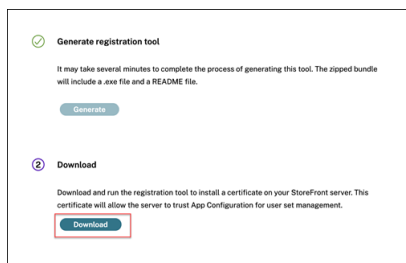 Generate registration tool
It may take several minutes to complete the process of generating this tool. The zipped bundle
will include a .exe file and a README file.
Generate
2 Download
Download and run the registration tool to install a certificate on your StoreFront server. This
certificate will allow the server to trust App Configuration for user set management.
Download